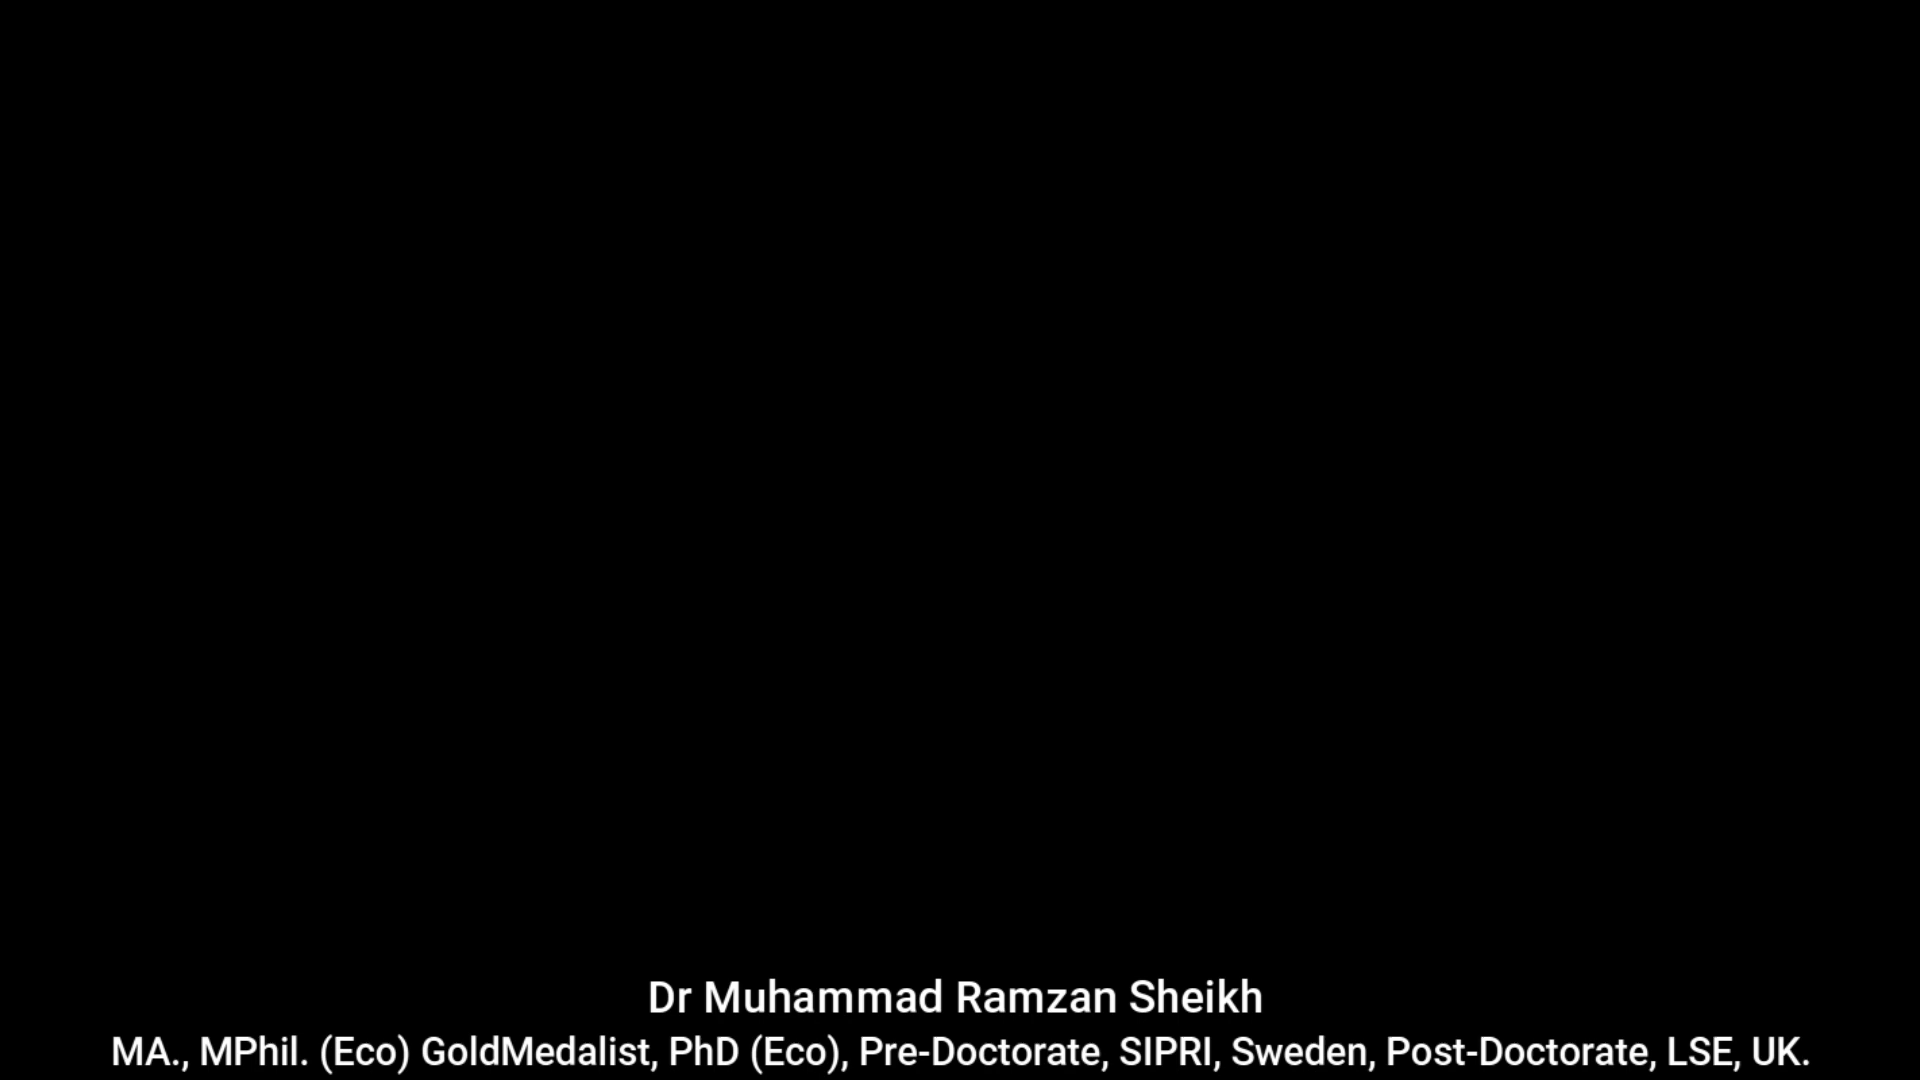 Dr Muhammad Ramzan Sheikh
MA., MPhil. (Eco) GoldMedalist, PhD (Eco), Pre-Doctorate, SIPRI, Sweden, Post-Doctorate, LSE, UK.